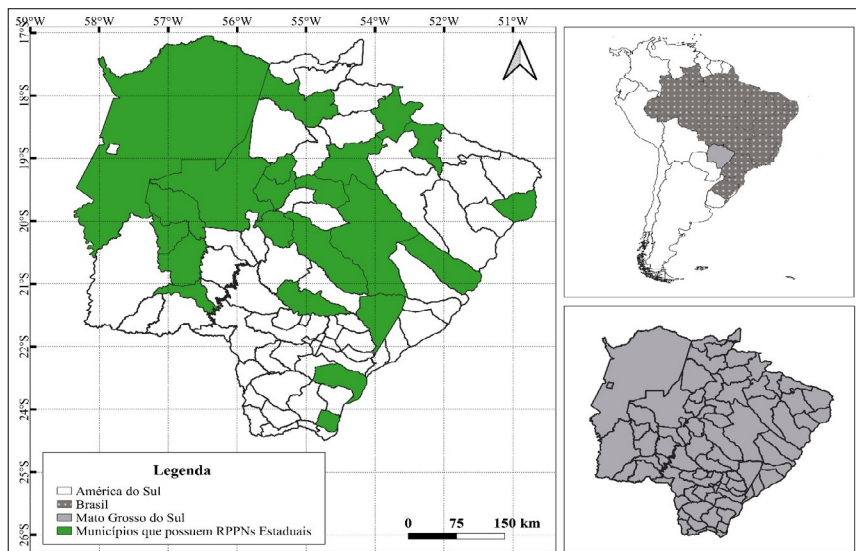 59°W 58°W 57°W 56°W 55°W 54°W 53°W 52°W 51°W
17°S
18°S
19°S
20°S
21°S
22°S
23°S
24°S
25°S
26°S
Legenda
América do Sul
Brasil
Mato Grosso do Sul
Municípios que possuem RPPNs Estaduais
0 75 150 km